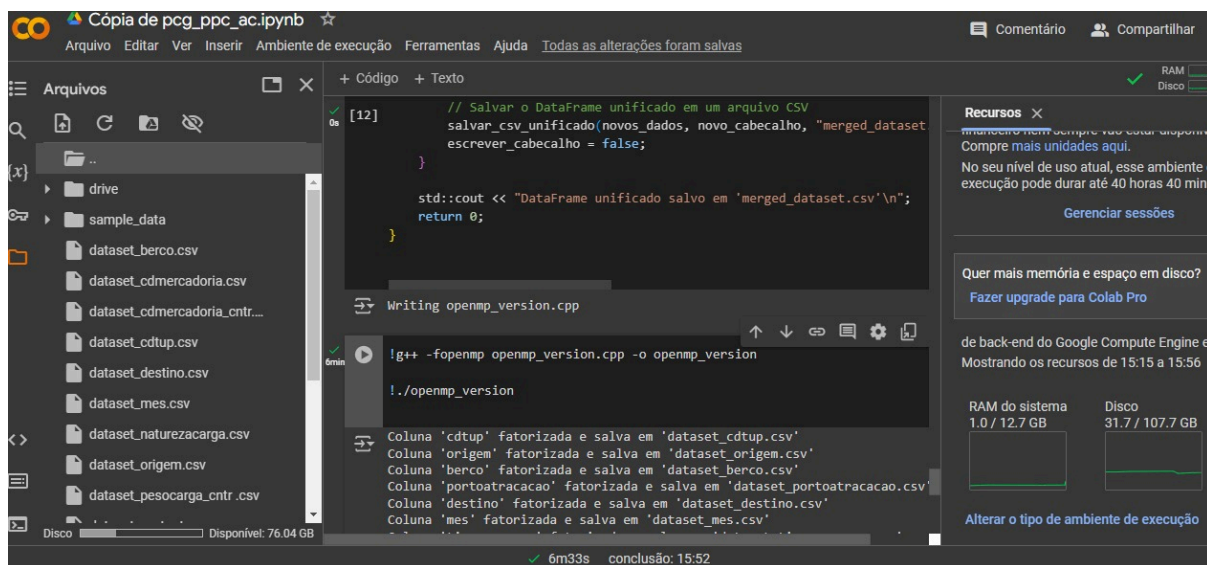 Cópia de pcg_ppc_ac.ipynb
Arquivo Editar Ver Inserir Ambiente de execução Ferramentas Ajuda Todas as alterações foram salvas
Comentário Compartilhar
Arquivos
..
drive
sample_data
dataset_berco.csv
dataset_cdmercadoria.csv
dataset_cdmercadoria_cntr....
dataset_cdtup.csv
dataset_destino.csv
dataset_mes.csv
dataset_naturezacarga.csv
dataset_origem.csv
dataset_pesocarga_cntr .csv
Disco Disponível: 76.04 GB
+ Código + Texto
RAM
Disco
0s [12] // Salvar o DataFrame unificado em um arquivo CSV
salvar_csv_unificado(novos_dados, novo_cabecalho, "merged_dataset.
escrever_cabecalho = false;
}
std::cout << "DataFrame unificado salvo em 'merged_dataset.csv'\n";
return 0;
}
Writing openmp_version.cpp
6min !g++ -fopenmp openmp_version.cpp -o openmp_version
!./openmp_version
Coluna 'cdtup' fatorizada e salva em 'dataset_cdtup.csv'
Coluna 'origem' fatorizada e salva em 'dataset_origem.csv'
Coluna 'berco' fatorizada e salva em 'dataset_berco.csv'
Coluna 'portoatracacao' fatorizada e salva em 'dataset_portoatracacao.csv'
Coluna 'destino' fatorizada e salva em 'dataset_destino.csv'
Coluna 'mes' fatorizada e salva em 'dataset_mes.csv'
Recursos
financeiro nem sempre vão estar disponív
Compre mais unidades aqui.
No seu nível de uso atual, esse ambiente
execução pode durar até 40 horas 40 min
Gerenciar sessões
Quer mais memória e espaço em disco?
Fazer upgrade para Colab Pro
de back-end do Google Compute Engine e
Mostrando os recursos de 15:15 a 15:56
RAM do sistema
1.0 / 12.7 GB
Disco
31.7 / 107.7 GB
Alterar o tipo de ambiente de execução
6m33s conclusão: 15:52